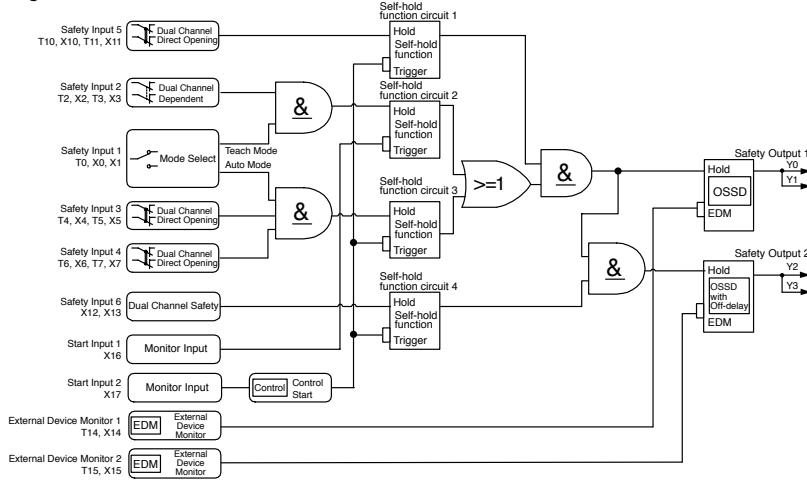 Self-hold
function circuit 1
Safety Input 5
T10, X10, T11, X11
Dual Channel
Direct Opening
Hold
Self-hold
function
Trigger
Safety Input 2
T2, X2, T3, X3
Dual Channel
Dependent
&
Self-hold
function circuit 2
Hold
Self-hold
function
Trigger
Safety Input 1
T0, X0, X1
Mode Select
Teach Mode
Auto Mode
>=1
&
Safety Output 1
Hold
OSSD
EDM
Y0
Y1
Safety Input 3
T4, X4, T5, X5
Dual Channel
Direct Opening
&
Self-hold
function circuit 3
Hold
Self-hold
function
Trigger
Safety Input 4
T6, X6, T7, X7
Dual Channel
Direct Opening
&
Safety Output 2
Hold
OSSD
with
Off-delay
EDM
Y2
Y3
Self-hold
function circuit 4
Safety Input 6
X12, X13
Dual Channel Safety
Hold
Self-hold
function
Trigger
Start Input 1
X16
Monitor Input
Start Input 2
X17
Monitor Input
Control
Control
Start
External Device Monitor 1
T14, X14
EDM
External
Device
Monitor
External Device Monitor 2
T15, X15
EDM
External
Device
Monitor